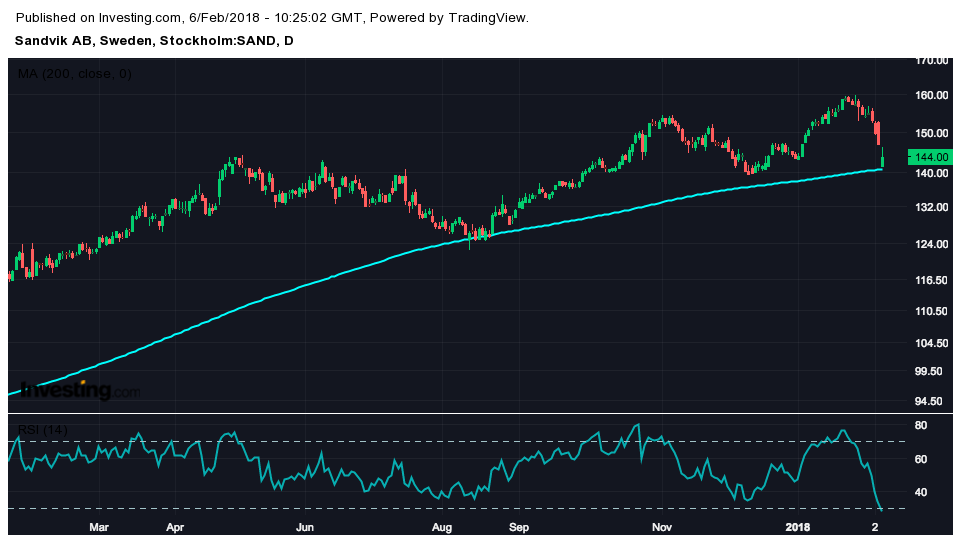 Published on Investing.com, 6/Feb/2018 - 10:25:02 GMT, Powered by TradingView.
Sandvik AB, Sweden, Stockholm:SAND, D
MA (200, close, 0)
170.00
160.00
150.00
144.00
140.00
132.00
124.00
116.50
110.50
104.50
99.50
94.50
Investing.com
RSI (14)
80
60
40
Mar Apr Jun Aug Sep Nov 2018 2